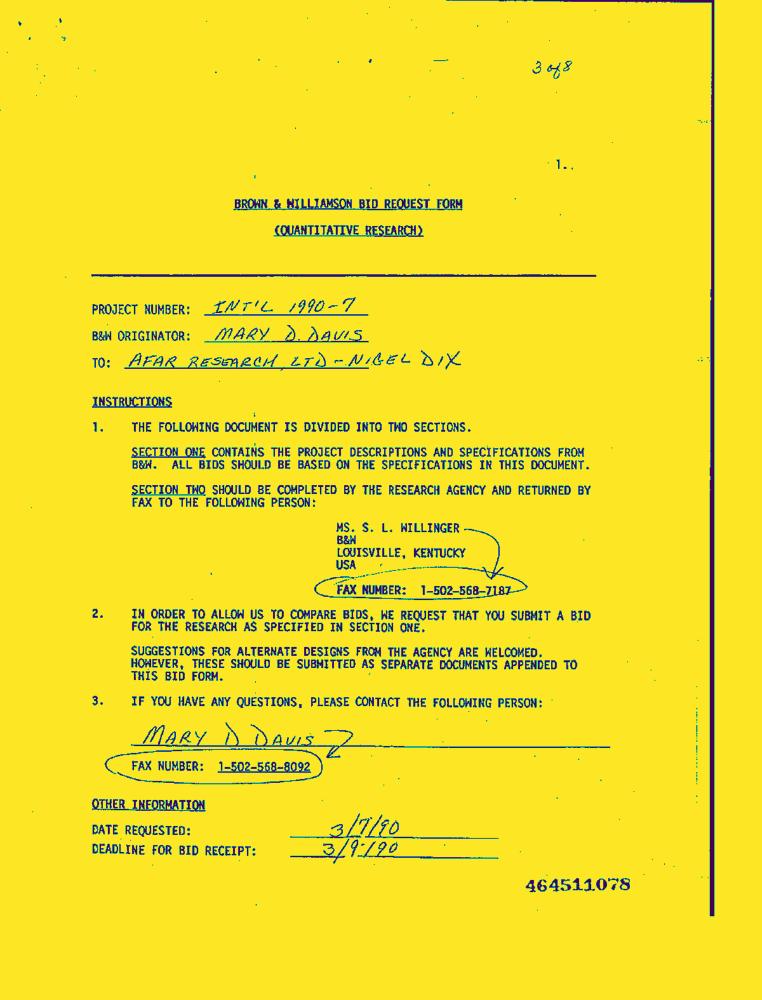 3 of 8
1.
BROWN & WILLIAMSON BID REQUEST FORM
(QUANTITATIVE RESEARCH)
PROJECT NUMBER: INT'L 1990-7
B&W ORIGINATOR: MARY D. DAVIS
TO: AFAR RESEARCH, LTD - NIGEL DIX
INSTRUCTIONS
1. THE FOLLOWING DOCUMENT IS DIVIDED INTO TWO SECTIONS.
SECTION ONE CONTAINS THE PROJECT DESCRIPTIONS AND SPECIFICATIONS FROM
B&W. ALL BIDS SHOULD BE BASED ON THE SPECIFICATIONS IN THIS DOCUMENT.
SECTION TWO SHOULD BE COMPLETED BY THE RESEARCH AGENCY AND RETURNED BY
FAX TO THE FOLLOWING PERSON:
MS. S. L. WILLINGER
B&W
LOUISVILLE, KENTUCKY
USA
FAX NUMBER: 1-502-568-7187
2. IN ORDER TO ALLOW US TO COMPARE BIDS, WE REQUEST THAT YOU SUBMIT A BID
FOR THE RESEARCH AS SPECIFIED IN SECTION ONE.
SUGGESTIONS FOR ALTERNATE DESIGNS FROM THE AGENCY ARE WELCOMED.
HOWEVER, THESE SHOULD BE SUBMITTED AS SEPARATE DOCUMENTS APPENDED TO
THIS BID FORM.
3. IF YOU HAVE ANY QUESTIONS, PLEASE CONTACT THE FOLLOWING PERSON:
MARY D DAVIS
FAX NUMBER: 1-502-568-8092
OTHER INFORMATION
DATE REQUESTED: 3/7/90
DEADLINE FOR BID RECEIPT: 3/9/90
464511078